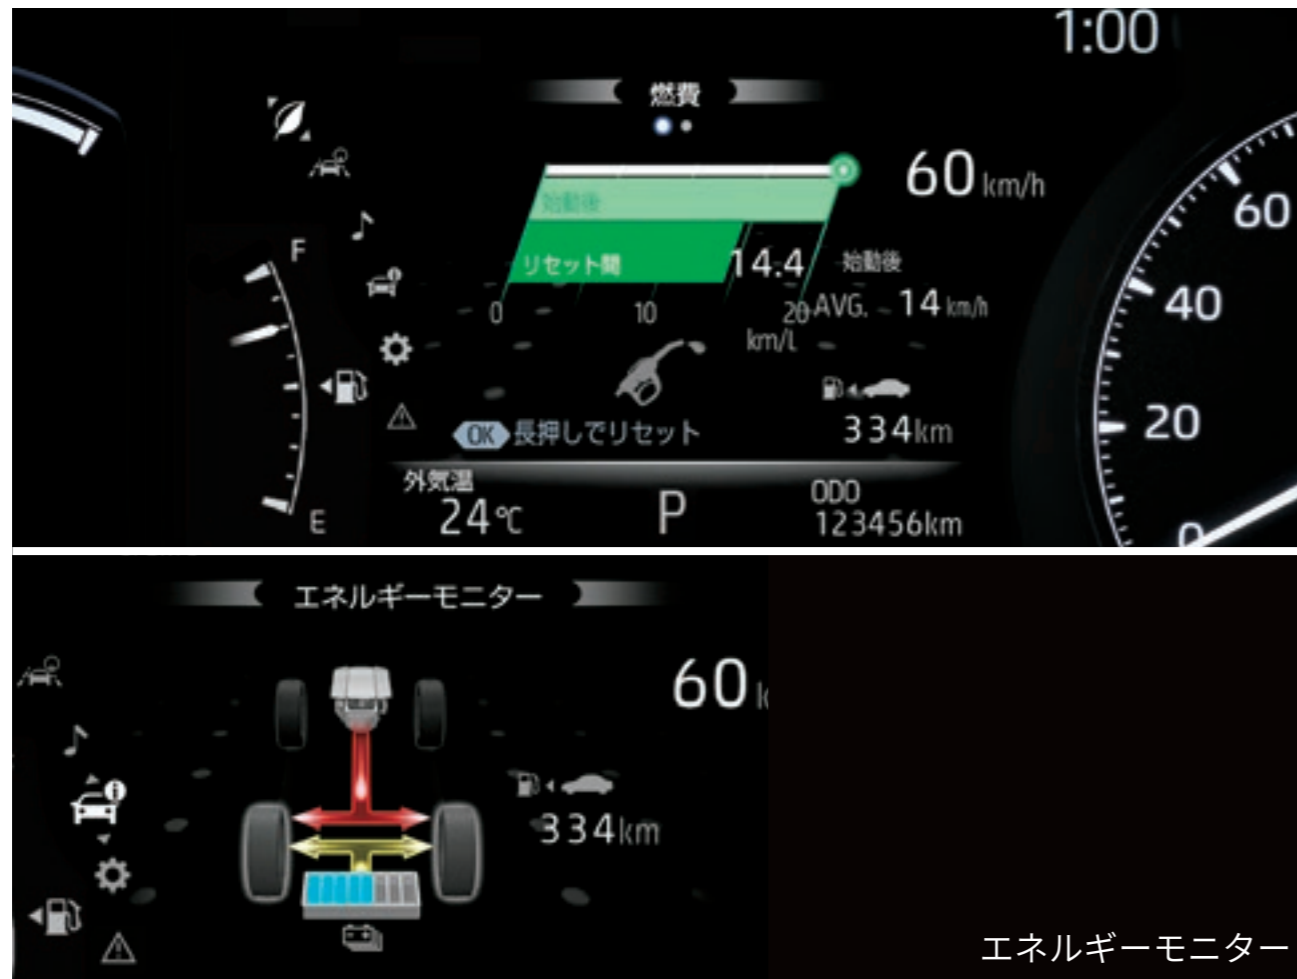 1:00
燃費
60 km/h
始動後
リセット間
14.4
始動後
0 10 20
km/L
AVG. 14 km/h
F
E
OK 長押しでリセット
334km
外気温
24℃
P
ODO
123456km
60
40
20
0
エネルギーモニター
60
334km
エネルギーモニター